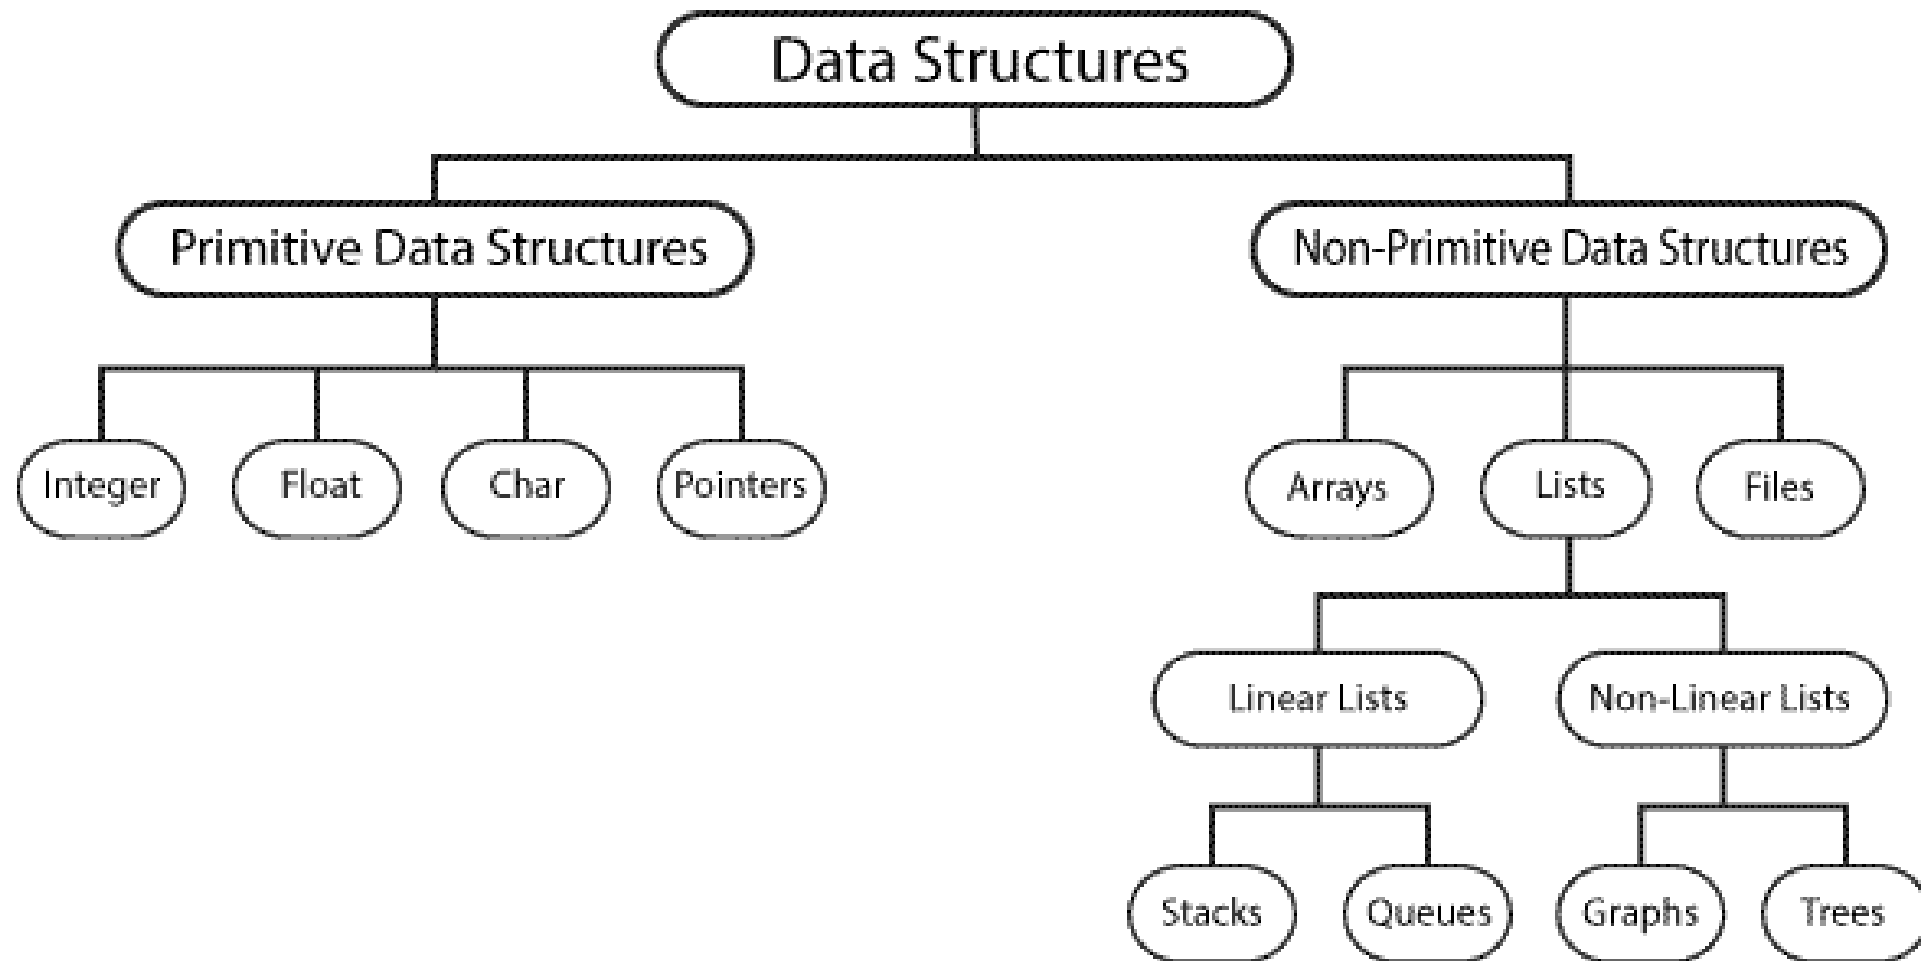 Data Structures
Primitive Data Structures
Non-Primitive Data Structures
Integer
Float
Char
Pointers
Arrays
Lists
Files
Linear Lists
Non-Linear Lists
Stacks
Queues
Graphs
Trees